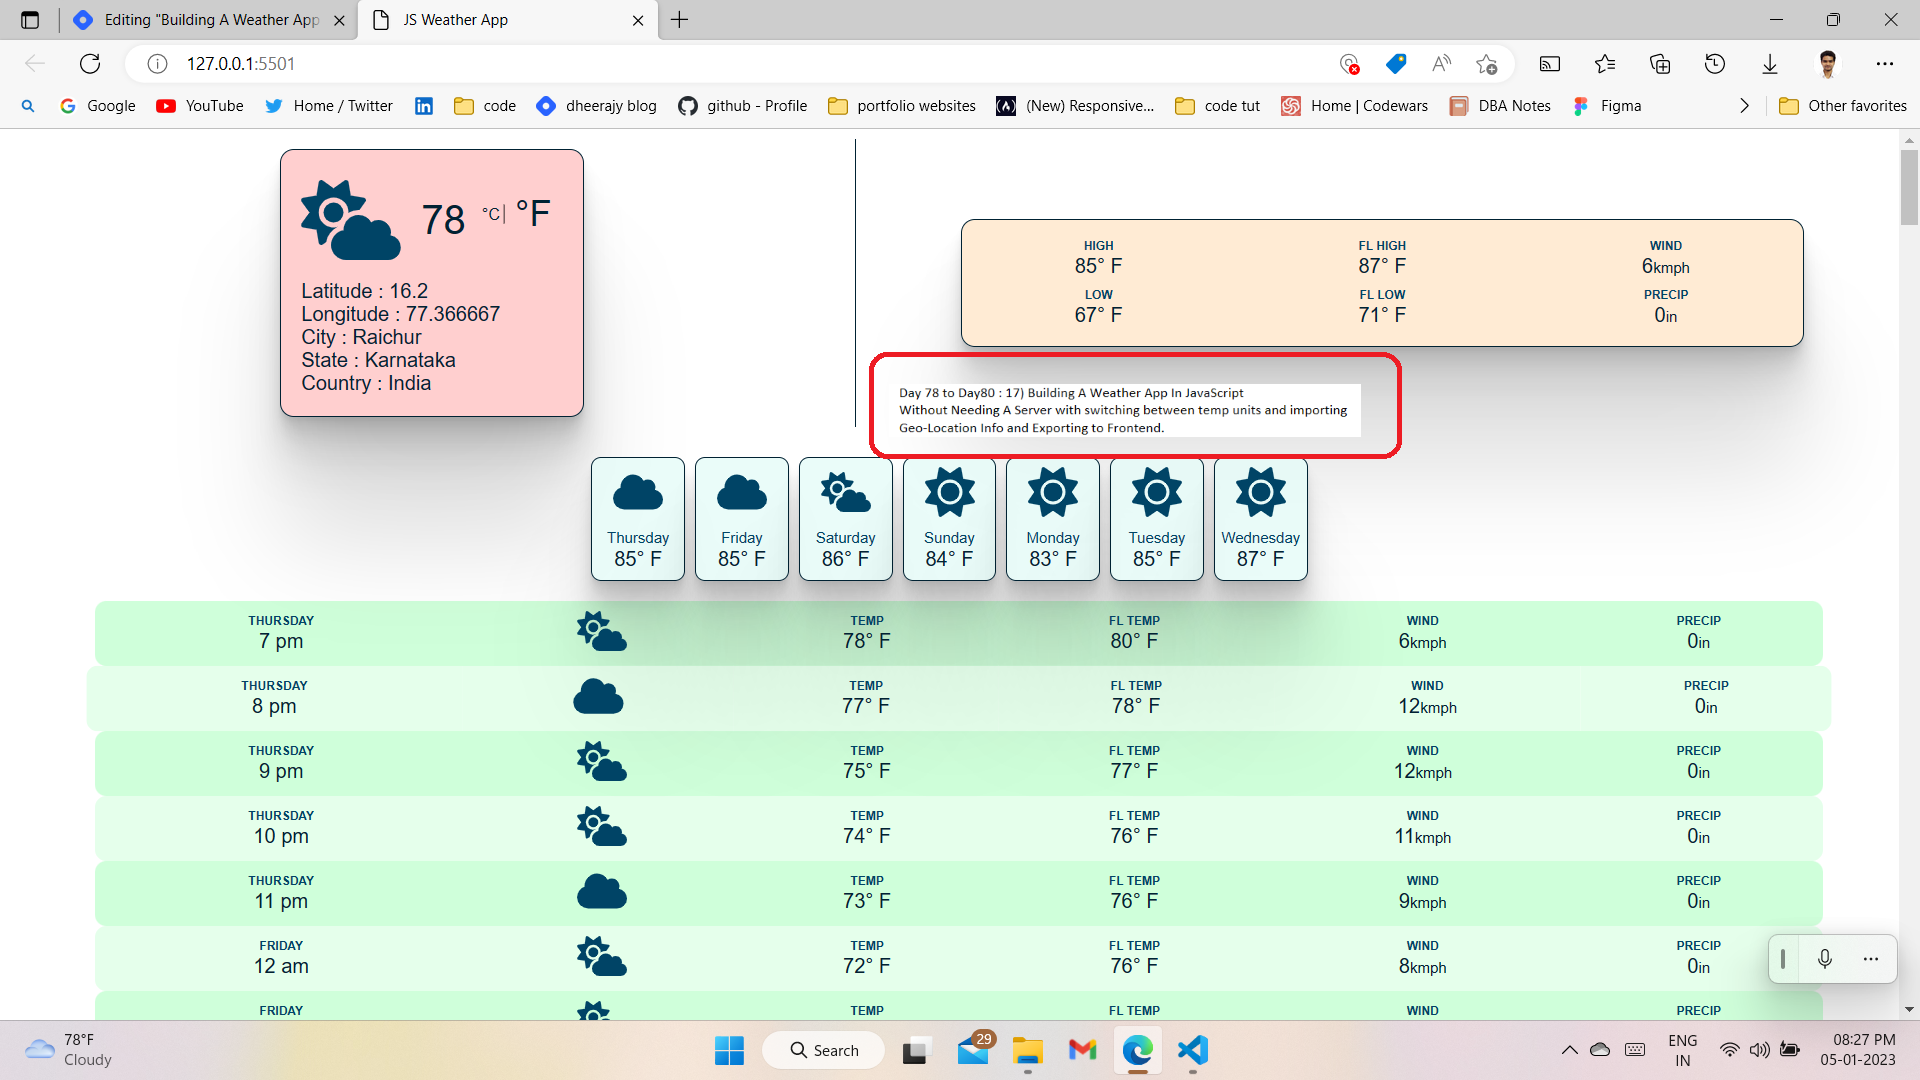 Editing "Building A Weather App
JS Weather App
127.0.0.1:5501
Google
YouTube
Home / Twitter
code
dheerajy blog
github - Profile
portfolio websites
(New) Responsive...
code tut
Home | Codewars
DBA Notes
Figma
Other favorites
78 °C| °F
Latitude : 16.2
Longitude : 77.366667
City : Raichur
State : Karnataka
Country : India
HIGH FL HIGH WIND
85° F 87° F 6kmph
LOW FL LOW PRECIP
67° F 71° F 0in
Day 78 to Day80 : 17) Building A Weather App In JavaScript
Without Needing A Server with switching between temp units and importing
Geo-Location Info and Exporting to Frontend.
Thursday Friday Saturday Sunday Monday Tuesday Wednesday
85° F 85° F 86° F 84° F 83° F 85° F 87° F
THURSDAY TEMP FL TEMP WIND PRECIP
7 pm 78° F 80° F 6kmph 0in
THURSDAY TEMP FL TEMP WIND PRECIP
8 pm 77° F 78° F 12kmph 0in
THURSDAY TEMP FL TEMP WIND PRECIP
9 pm 75° F 77° F 12kmph 0in
THURSDAY TEMP FL TEMP WIND PRECIP
10 pm 74° F 76° F 11kmph 0in
THURSDAY TEMP FL TEMP WIND PRECIP
11 pm 73° F 76° F 9kmph 0in
FRIDAY TEMP FL TEMP WIND PRECIP
12 am 72° F 76° F 8kmph 0in
FRIDAY TEMP FL TEMP WIND PRECIP
78°F
Cloudy
Search
29
ENG
IN
08:27 PM
05-01-2023